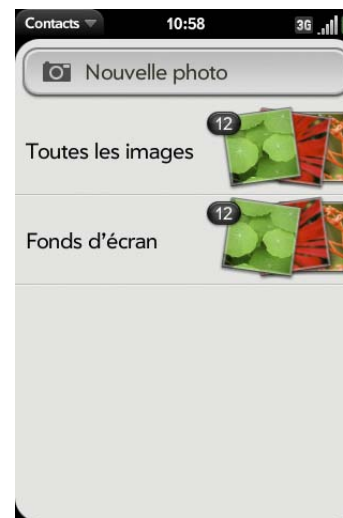 Contacts 10:58 3G
Nouvelle photo
12
Toutes les images
12
Fonds d'écran